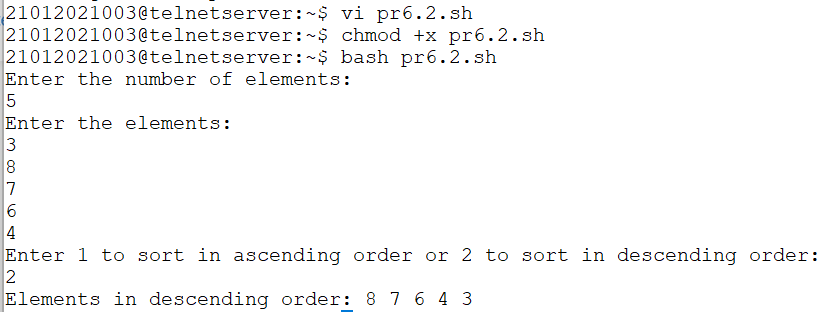 21012021003@telnetserver:~$ vi pr6.2.sh
21012021003@telnetserver:~$ chmod +x pr6.2.sh
21012021003@telnetserver:~$ bash pr6.2.sh
Enter the number of elements:
5
Enter the elements:
3
8
7
6
4
Enter 1 to sort in ascending order or 2 to sort in descending order:
2
Elements in descending order: 8 7 6 4 3